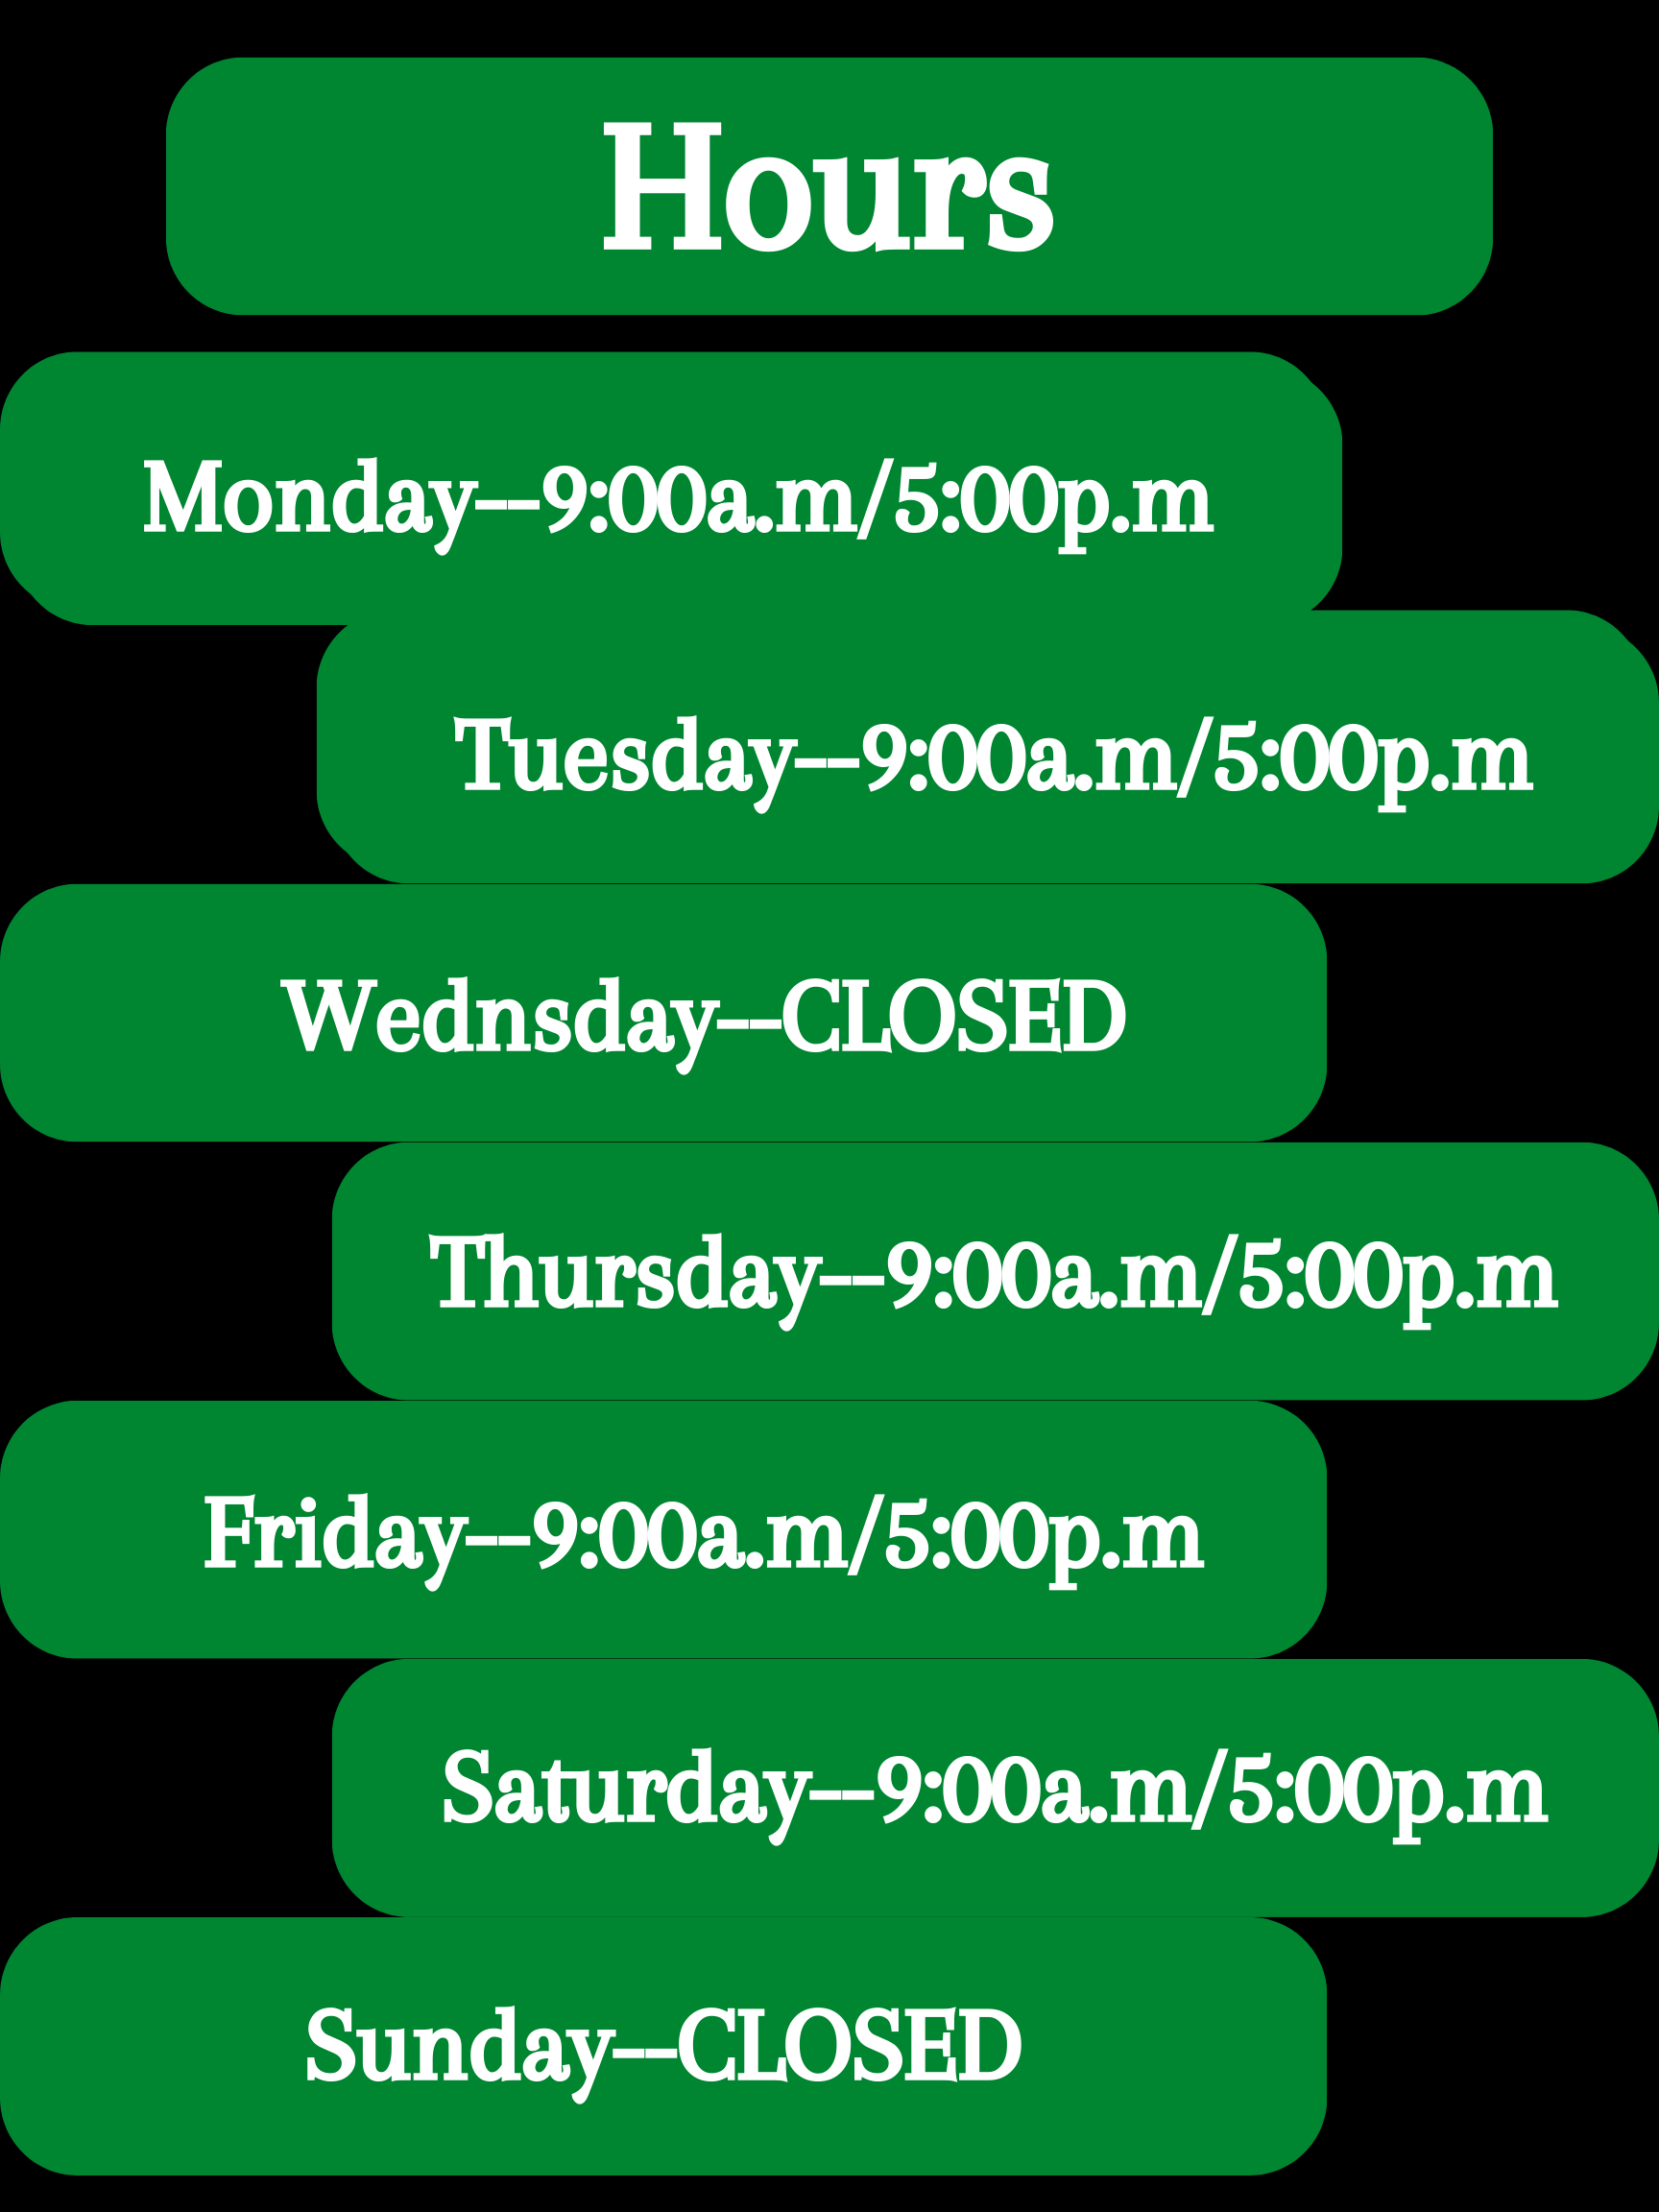 Hours
Monday--9:00a.m/5:00p.m
Tuesday--9:00a.m/5:00p.m
Wednsday--CLOSED
Thursday--9:00a.m/5:00p.m
Friday--9:00a.m/5:00p.m
Saturday--9:00a.m/5:00p.m
Sunday--CLOSED